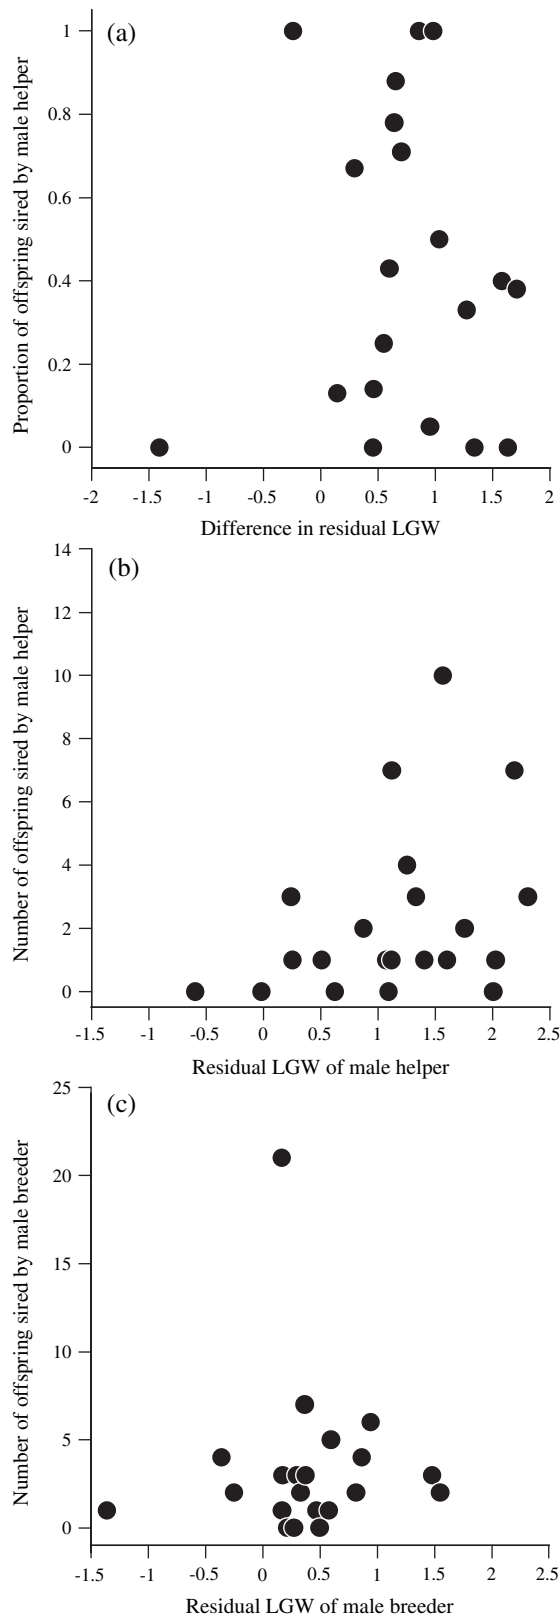 (a)
Proportion of offspring sired by male helper
1
0.8
0.6
0.4
0.2
0
-2 -1.5 -1 -0.5 0 0.5 1 1.5 2
Difference in residual LGW
(b)
Number of offspring sired by male helper
14
12
10
8
6
4
2
0
-1.5 -1 -0.5 0 0.5 1 1.5 2 2.5
Residual LGW of male helper
(c)
Number of offspring sired by male breeder
25
20
15
10
5
0
-1.5 -1 -0.5 0 0.5 1 1.5 2 2.5
Residual LGW of male breeder